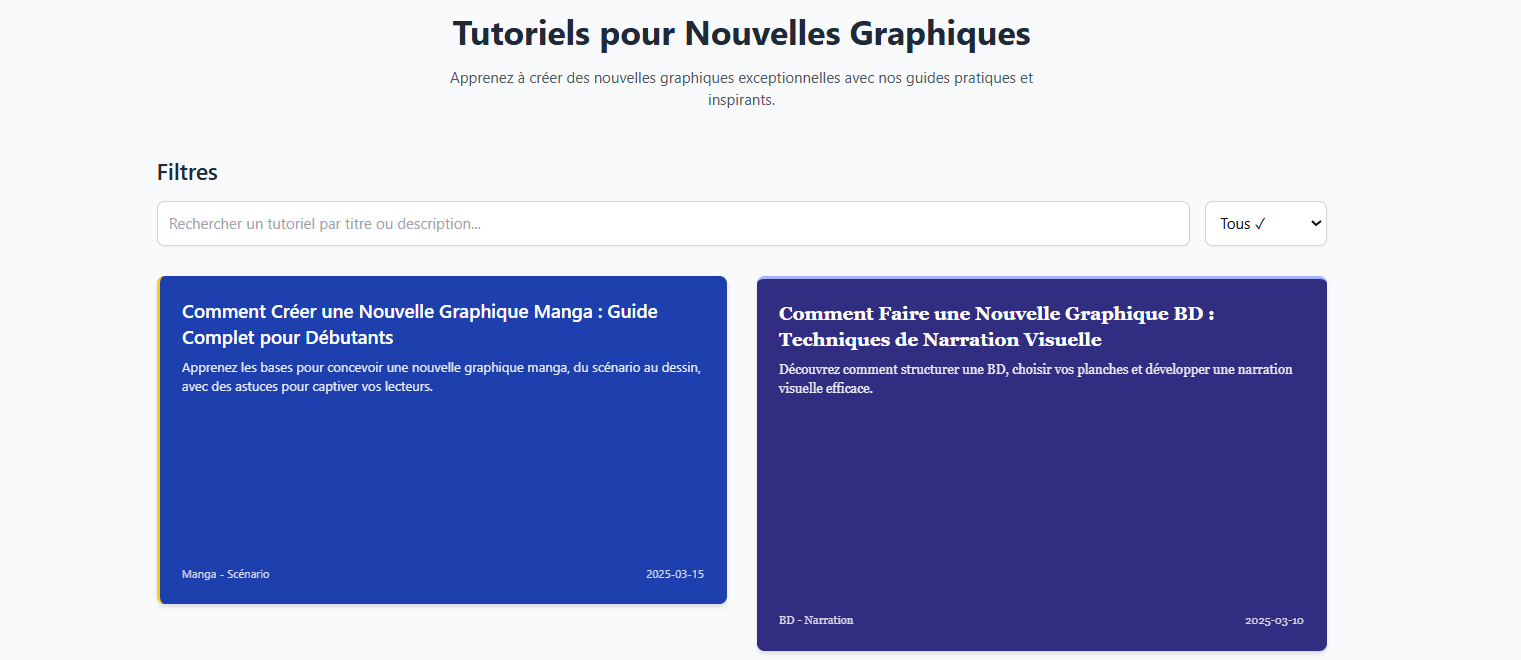 Tutoriels pour Nouvelles Graphiques
Apprenez à créer des nouvelles graphiques exceptionnelles avec nos guides pratiques et
inspirants.
Filtres
Rechercher un tutoriel par titre ou description...
Tous ✓
Comment Créer une Nouvelle Graphique Manga : Guide
Complet pour Débutants
Apprenez les bases pour concevoir une nouvelle graphique manga, du scénario au dessin,
avec des astuces pour captiver vos lecteurs.
Manga - Scénario
2025-03-15
Comment Faire une Nouvelle Graphique BD :
Techniques de Narration Visuelle
Découvrez comment structurer une BD, choisir vos planches et développer une narration
visuelle efficace.
BD - Narration
2025-03-10